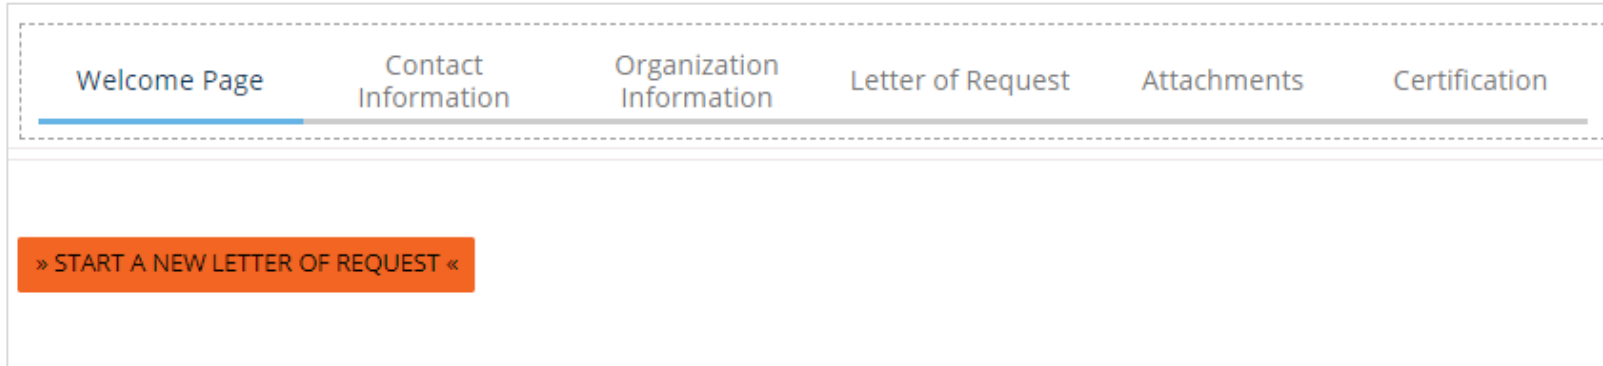 Welcome Page
Contact
Information
Organization
Information
Letter of Request
Attachments
Certification
» START A NEW LETTER OF REQUEST «